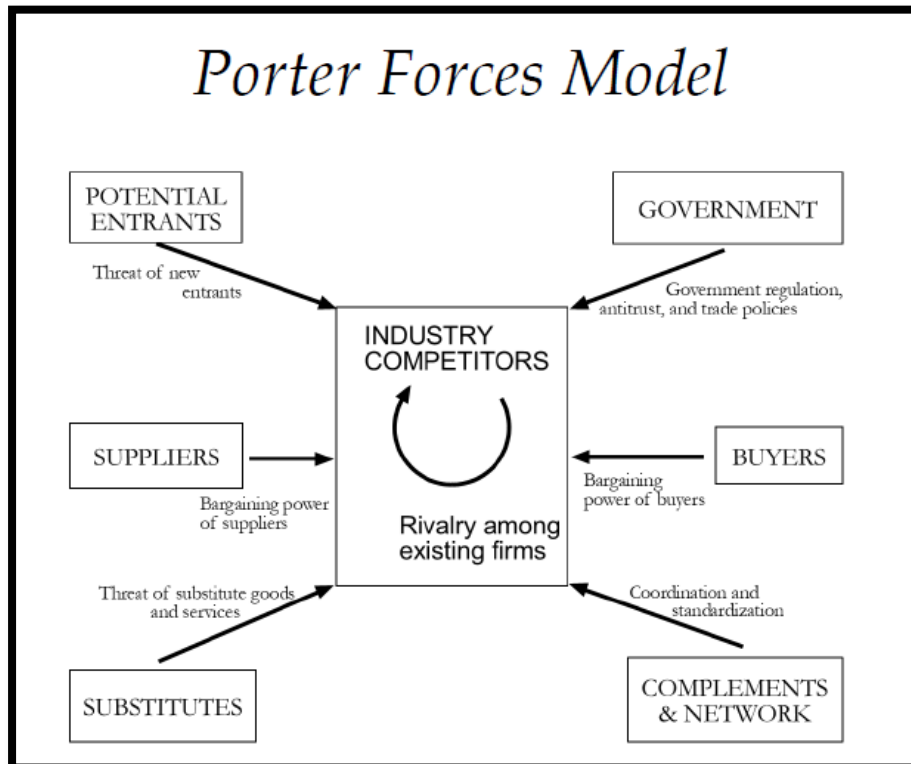 Porter Forces Model
POTENTIAL
ENTRANTS
GOVERNMENT
Threat of new
entrants
Government regulation,
antitrust, and trade policies
INDUSTRY
COMPETITORS
SUPPLIERS
BUYERS
Bargaining power
of suppliers
Bargaining
power of buyers
Rivalry among
existing firms
Threat of substitute goods
and services
Coordination and
standardization
SUBSTITUTES
COMPLEMENTS
& NETWORK